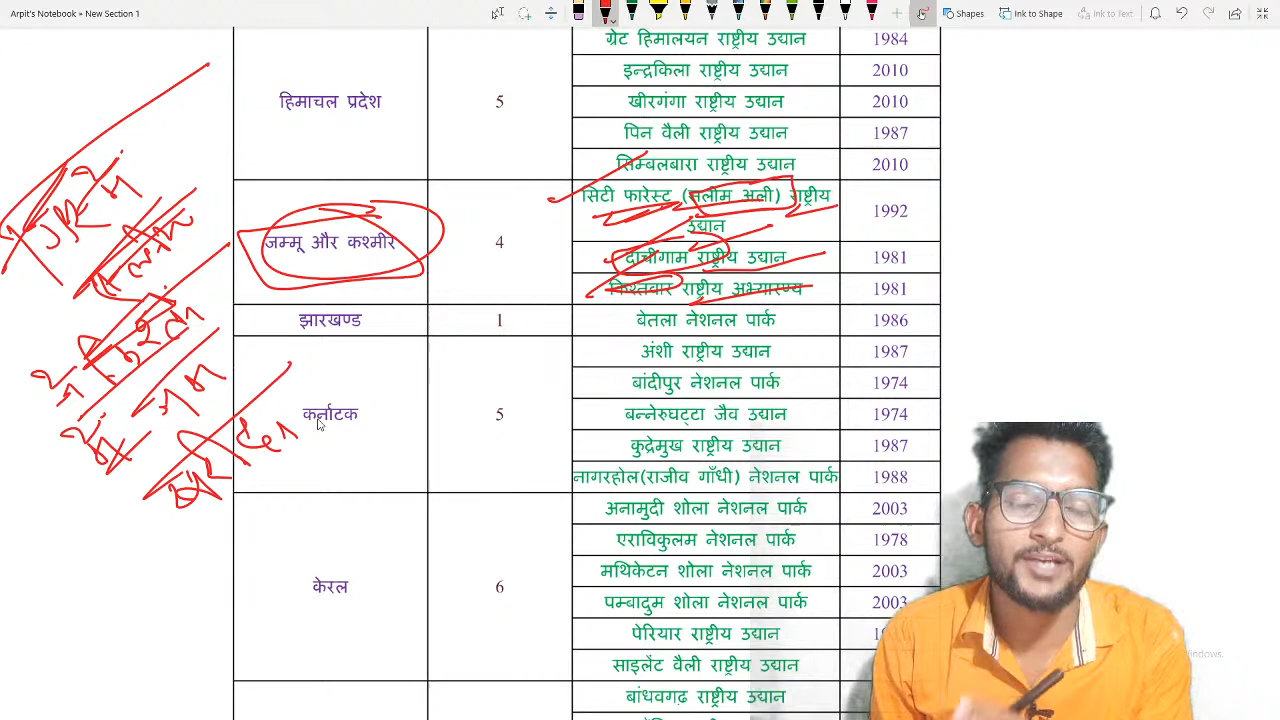 Arpit's Notebook » New Section 1
Shapes
Ink to Shape
Ink to Text
ग्रेट हिमालयन राष्ट्रीय उद्यान 1984
इन्द्रकिला राष्ट्रीय उद्यान 2010
हिमाचल प्रदेश 5 खीरगंगा राष्ट्रीय उद्यान 2010
पिन वैली राष्ट्रीय उद्यान 1987
सिम्बलबारा राष्ट्रीय उद्यान 2010
सिटी फारेस्ट (सलीम अली) राष्ट्रीय
उद्यान 1992
जम्मू और कश्मीर 4
दाचीगाम राष्ट्रीय उद्यान 1981
किश्तवार राष्ट्रीय अभ्यारण्य 1981
झारखण्ड 1 बेतला नेशनल पार्क 1986
अंशी राष्ट्रीय उद्यान 1987
बांदीपुर नेशनल पार्क 1974
कर्नाटक 5 बन्नेरुघट्टा जैव उद्यान 1974
कुद्रेमुख राष्ट्रीय उद्यान 1987
नागरहोल(राजीव गाँधी) नेशनल पार्क 1988
अनामुदी शोला नेशनल पार्क 2003
एराविकुलम नेशनल पार्क 1978
मथिकेटन शोला नेशनल पार्क 2003
केरल 6
पम्बादुम शोला नेशनल पार्क 2003
पेरियार राष्ट्रीय उद्यान
साइलेंट वैली राष्ट्रीय उद्यान
बांधवगढ़ राष्ट्रीय उद्यान
JK में